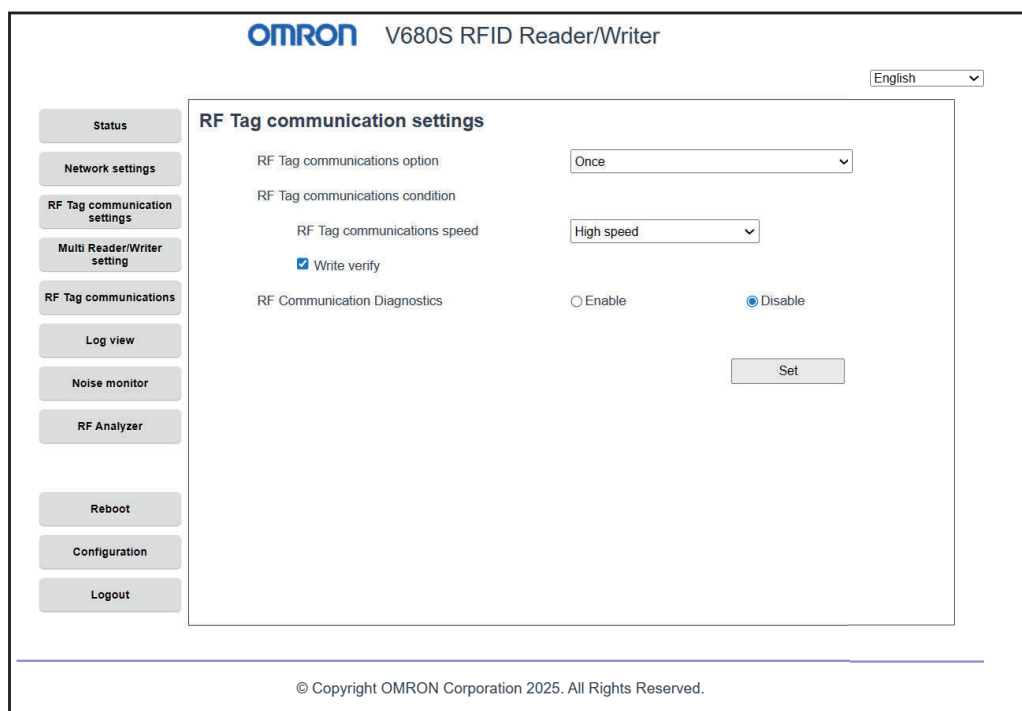 OMRON V680S RFID Reader/Writer
English
Status
Network settings
RF Tag communication
settings
Multi Reader/Writer
setting
RF Tag communications
Log view
Noise monitor
RF Analyzer
Reboot
Configuration
Logout
RF Tag communication settings
RF Tag communications option Once
RF Tag communications condition
RF Tag communications speed High speed
Write verify
RF Communication Diagnostics Enable Disable
Set
© Copyright OMRON Corporation 2025. All Rights Reserved.